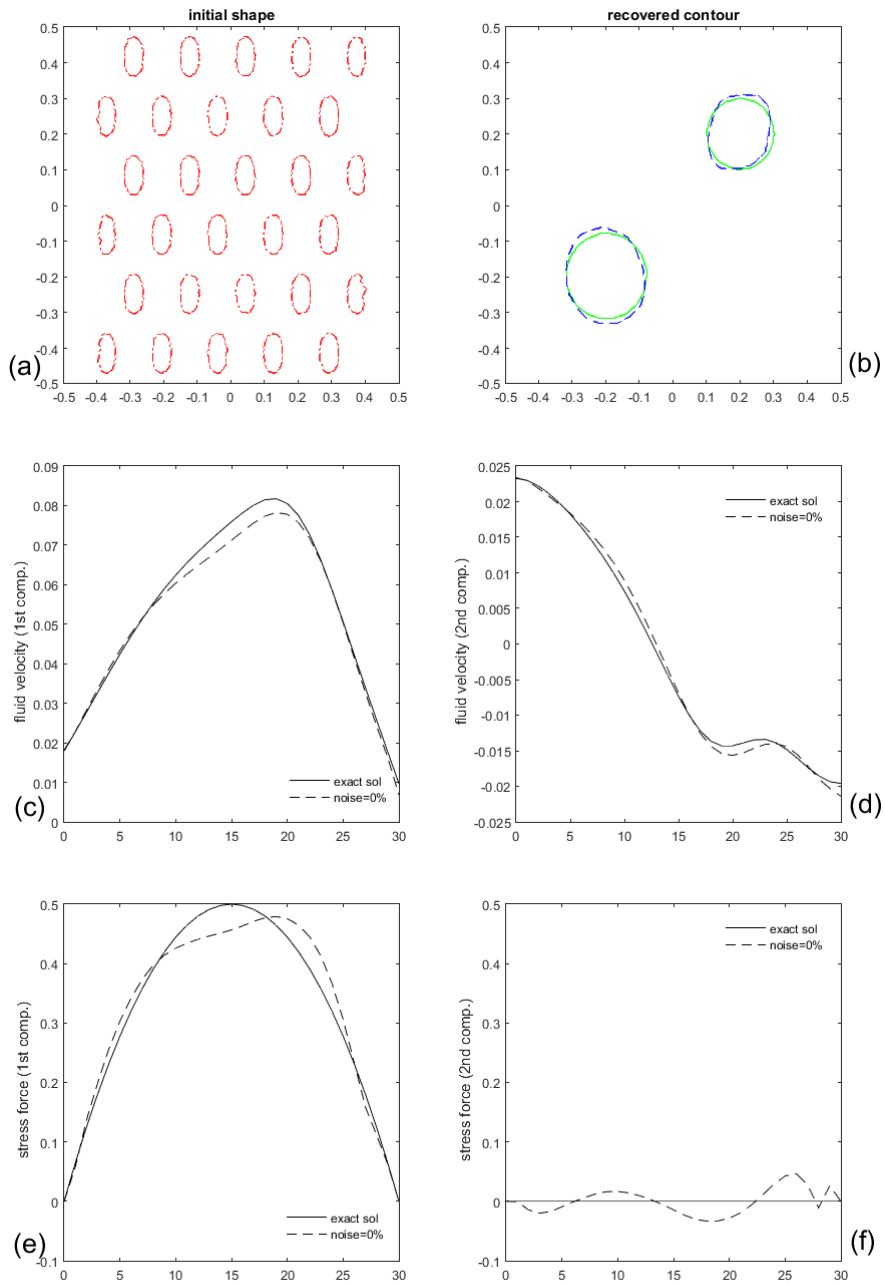 initial shape
0.5
0.4
0.3
0.2
0.1
0
-0.1
-0.2
-0.3
-0.4
-0.5
-0.5 -0.4 -0.3 -0.2 -0.1 0 0.1 0.2 0.3 0.4 0.5
(a)
recovered contour
0.5
0.4
0.3
0.2
0.1
0
-0.1
-0.2
-0.3
-0.4
-0.5
-0.5 -0.4 -0.3 -0.2 -0.1 0 0.1 0.2 0.3 0.4 0.5
(b)
fluid velocity (1st comp.)
0.09
0.08
0.07
0.06
0.05
0.04
0.03
0.02
0.01
0
0 5 10 15 20 25 30
exact sol
noise=0%
(c)
fluid velocity (2nd comp.)
0.025
0.02
0.015
0.01
0.005
0
-0.005
-0.01
-0.015
-0.02
-0.025
0 5 10 15 20 25 30
exact sol
noise=0%
(d)
stress force (1st comp.)
0.5
0.4
0.3
0.2
0.1
0
-0.1
0 5 10 15 20 25 30
exact sol
noise=0%
(e)
stress force (2nd comp.)
0.5
0.4
0.3
0.2
0.1
0
-0.1
0 5 10 15 20 25 30
exact sol
noise=0%
(f)